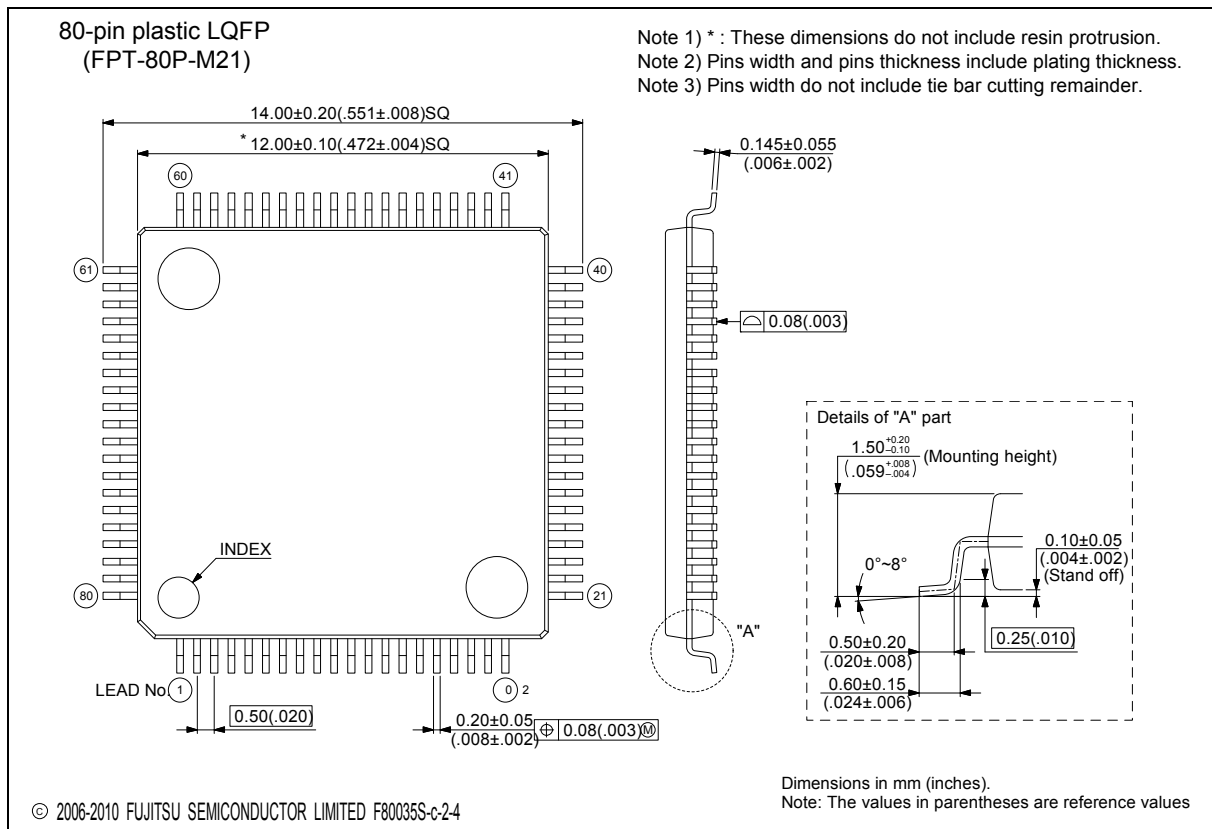 80-pin plastic LQFP
(FPT-80P-M21)
Note 1) * : These dimensions do not include resin protrusion.
Note 2) Pins width and pins thickness include plating thickness.
Note 3) Pins width do not include tie bar cutting remainder.
14.00±0.20(.551±.008)SQ
* 12.00±0.10(.472±.004)SQ
0.145±0.055
(.006±.002)
60
41
61
40
0.08(.003)
Details of "A" part
1.50 +0.20 –0.10
(.059 +.008 –.004) (Mounting height)
0.10±0.05
(.004±.002)
(Stand off)
0°~8°
INDEX
80
21
"A"
0.25(.010)
0.50±0.20
(.020±.008)
0.60±0.15
(.024±.006)
LEAD No. 1
0 2
0.50(.020)
0.20±0.05
(.008±.002)
⌖ 0.08(.003)Ⓜ
Dimensions in mm (inches).
Note: The values in parentheses are reference values
© 2006-2010 FUJITSU SEMICONDUCTOR LIMITED F80035S-c-2-4